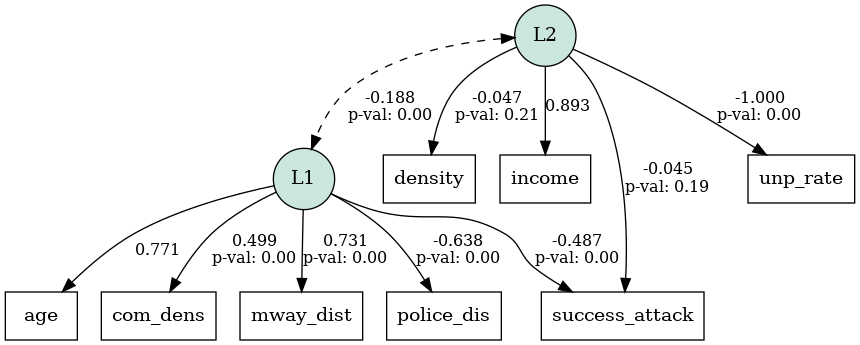 L2
-0.188
p-val: 0.00
-0.047
p-val: 0.21
0.893
-1.000
p-val: 0.00
density
income
unp_rate
-0.045
p-val: 0.19
L1
0.771
0.499
p-val: 0.00
0.731
p-val: 0.00
-0.638
p-val: 0.00
-0.487
p-val: 0.00
age
com_dens
mway_dist
police_dis
success_attack